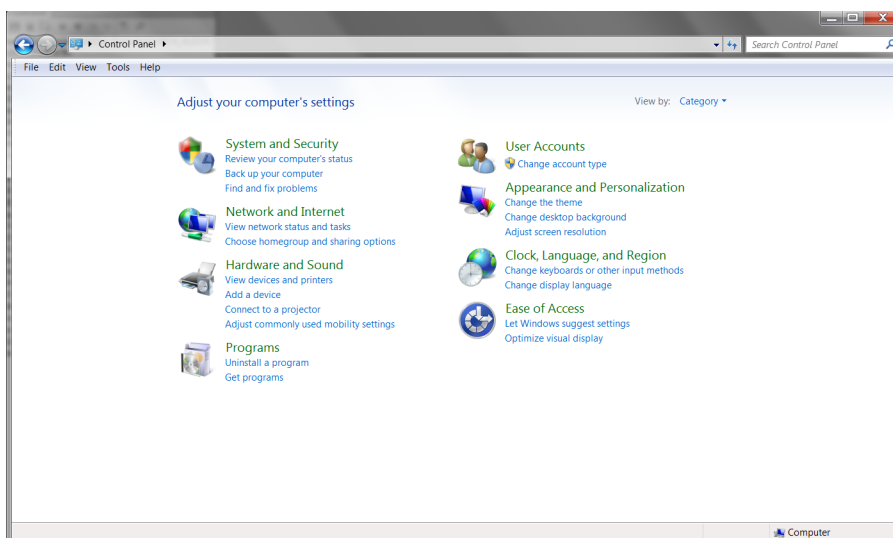 Control Panel
Search Control Panel
File Edit View Tools Help
Adjust your computer's settings
View by: Category
System and Security
Review your computer's status
Back up your computer
Find and fix problems
Network and Internet
View network status and tasks
Choose homegroup and sharing options
Hardware and Sound
View devices and printers
Add a device
Connect to a projector
Adjust commonly used mobility settings
Programs
Uninstall a program
Get programs
User Accounts
Change account type
Appearance and Personalization
Change the theme
Change desktop background
Adjust screen resolution
Clock, Language, and Region
Change keyboards or other input methods
Change display language
Ease of Access
Let Windows suggest settings
Optimize visual display
Computer